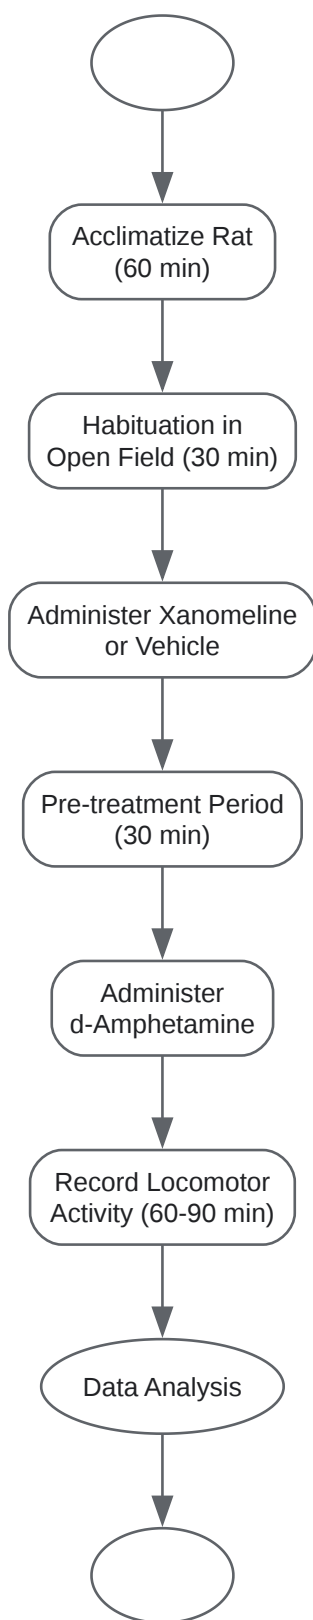 Acclimatize Rat
(60 min)
Habituation in
Open Field (30 min)
Administer Xanomeline
or Vehicle
Pre-treatment Period
(30 min)
Administer
d-Amphetamine
Record Locomotor
Activity (60-90 min)
Data Analysis